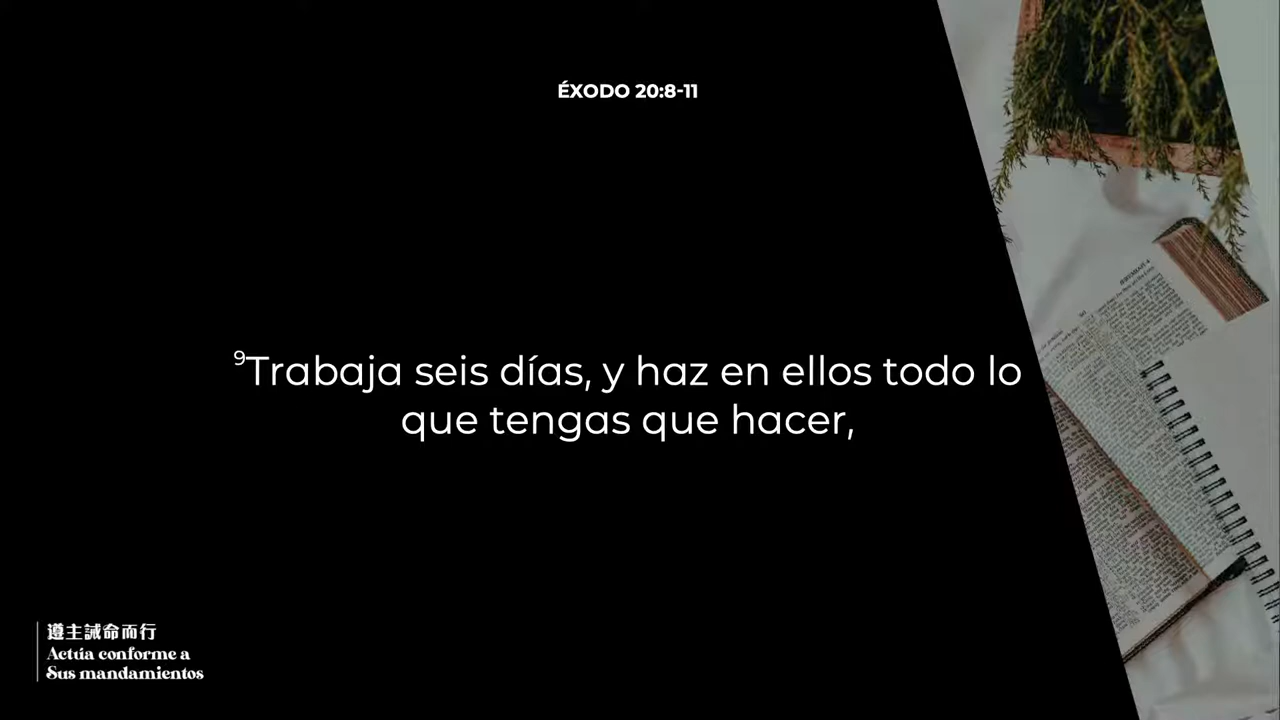 ÉXODO 20:8-11
⁹Trabaja seis días, y haz en ellos todo lo
que tengas que hacer,
遵主誡命而行
Actúa conforme a
Sus mandamientos